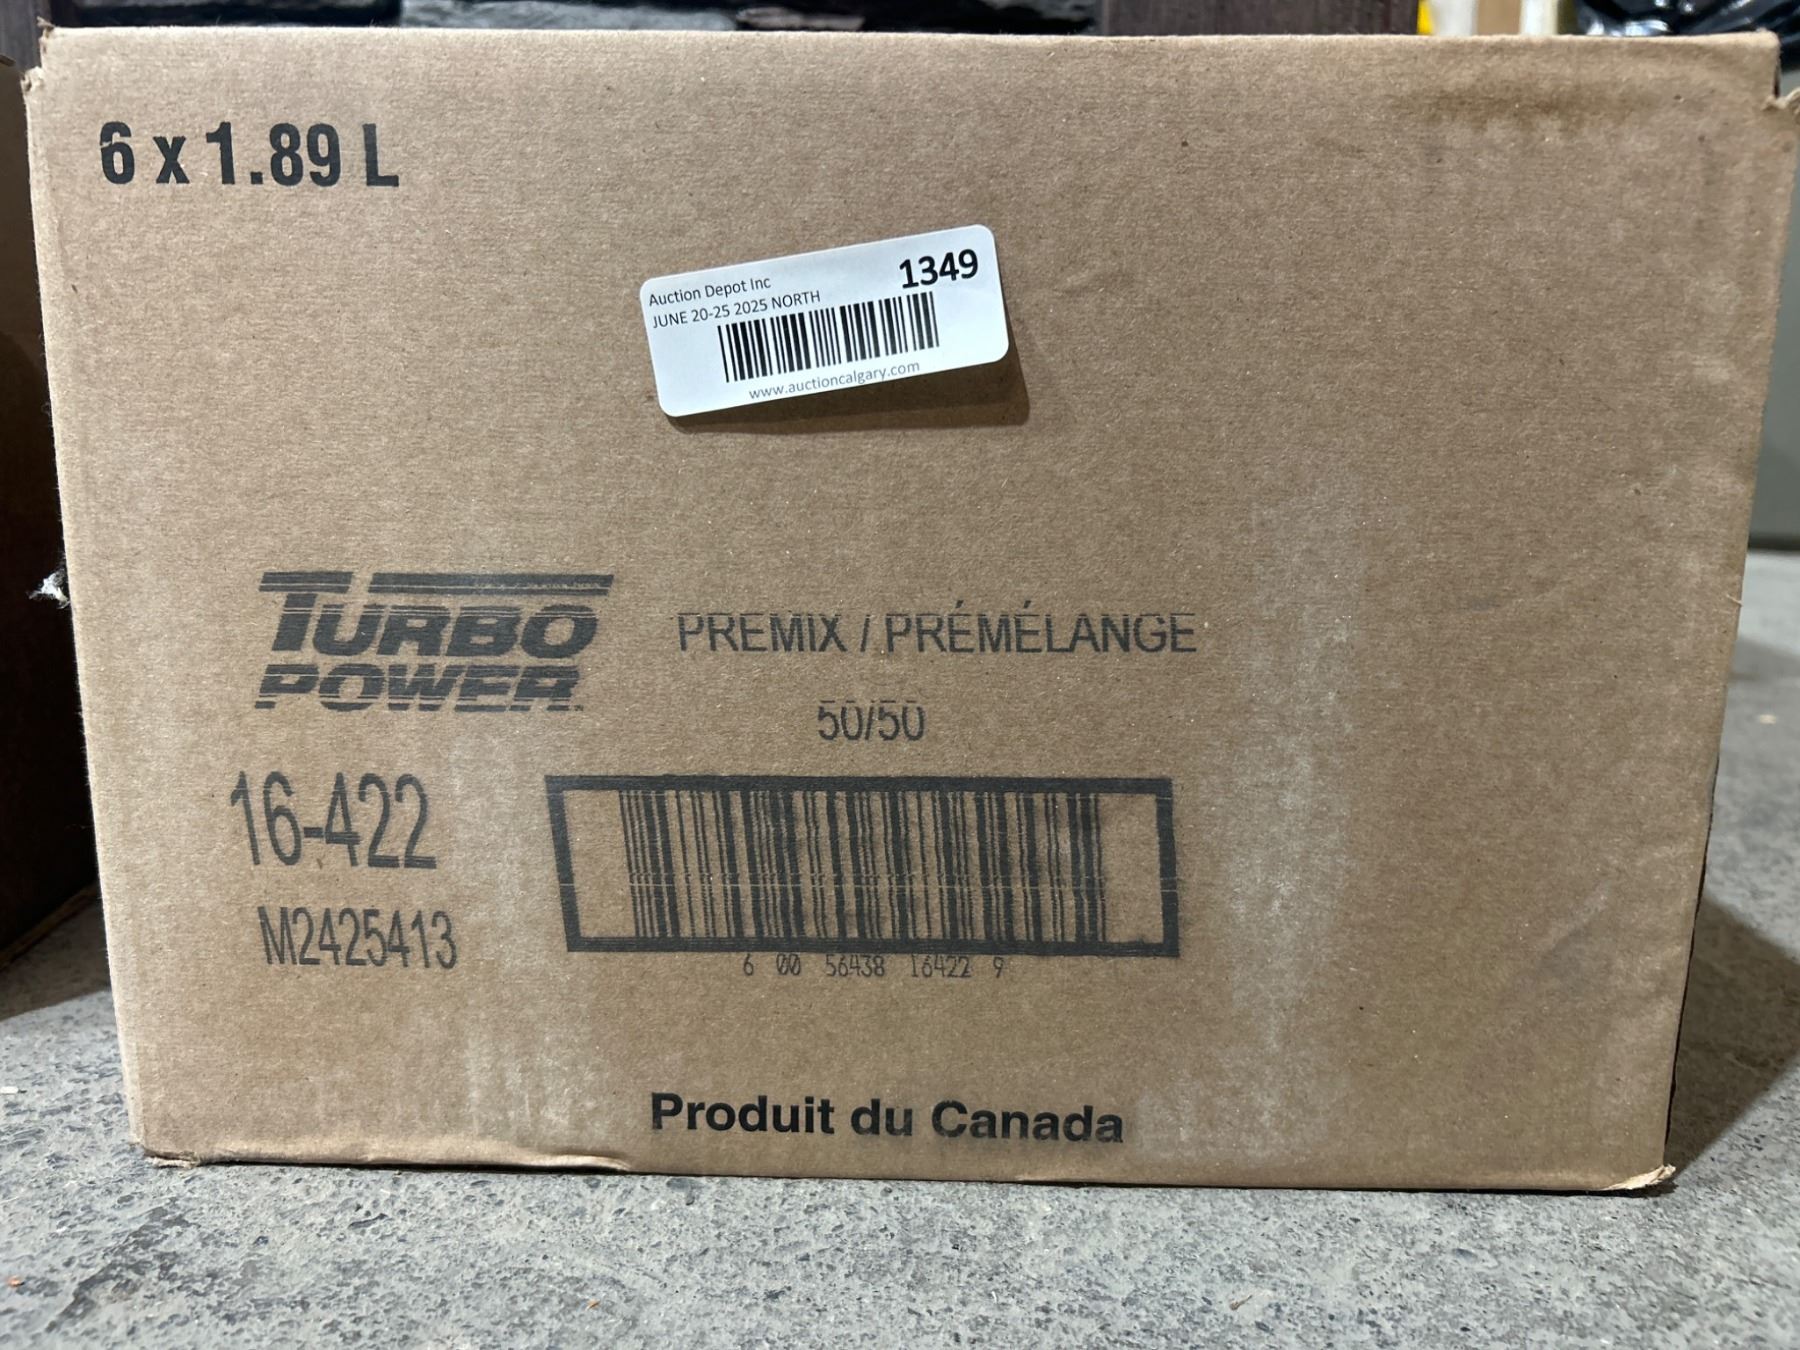 6 x 1.89 L
Auction Depot Inc
1349
JUNE 20-25 2025 NORTH
www.auctioncalgary.com
TURBO
POWER
PREMIX / PRÉMÉLANGE
50/50
16-422
M2425413
6 00 56438 16422 9
Produit du Canada